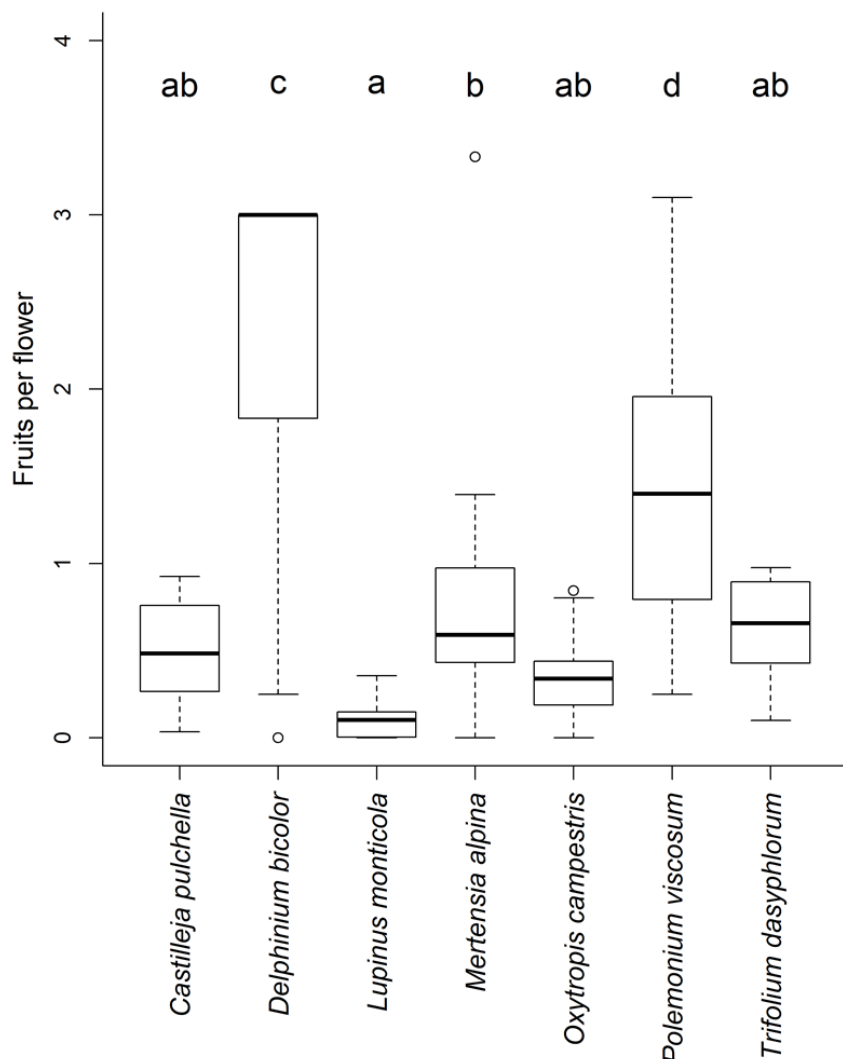 4
3
2
1
0
Fruits per flower
ab c a b ab d ab
Castilleja pulchella
Delphinium bicolor
Lupinus monticola
Mertensia alpina
Oxytropis campestris
Polemonium viscosum
Trifolium dasyphlorum